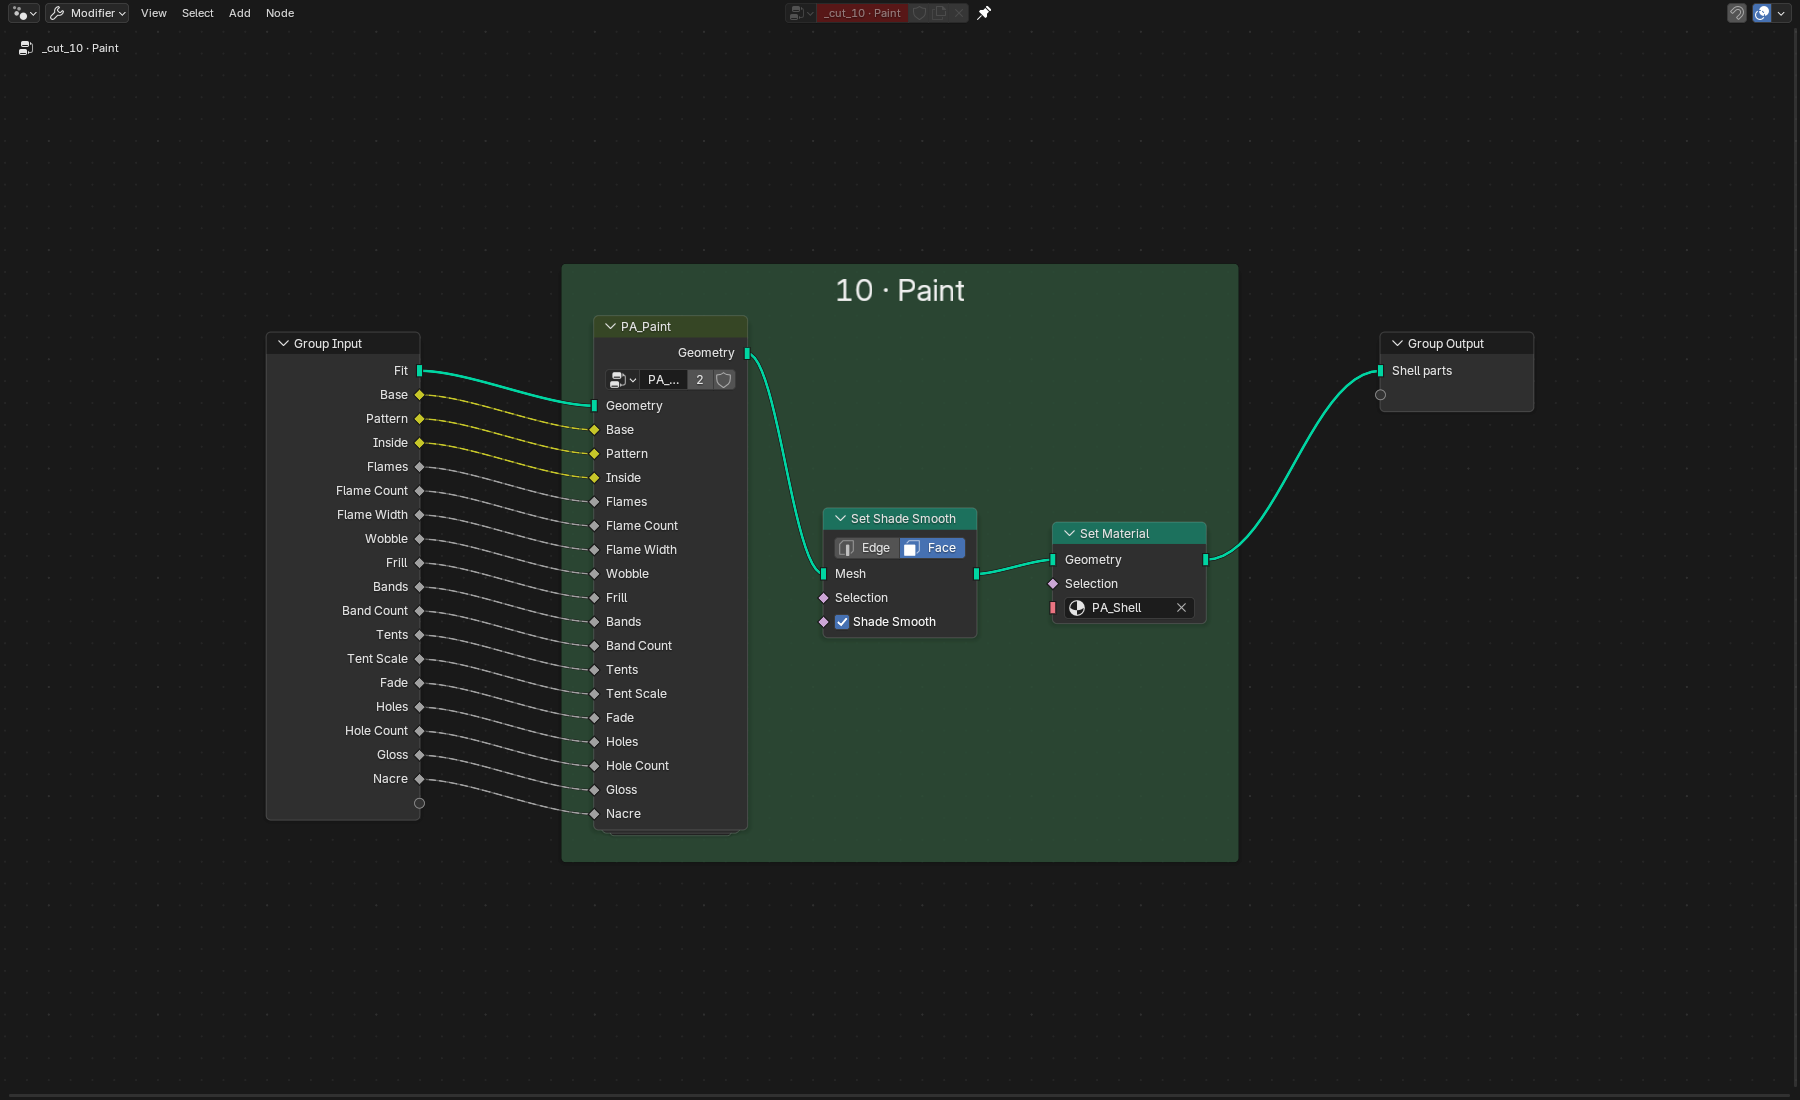 Modifier
View
Select
Add
Node
_cut_10 · Paint
_cut_10 · Paint
10 · Paint
Group Input
Fit
Base
Pattern
Inside
Flames
Flame Count
Flame Width
Wobble
Frill
Bands
Band Count
Tents
Tent Scale
Fade
Holes
Hole Count
Gloss
Nacre
PA_Paint
Geometry
PA_... 2
Geometry
Base
Pattern
Inside
Flames
Flame Count
Flame Width
Wobble
Frill
Bands
Band Count
Tents
Tent Scale
Fade
Holes
Hole Count
Gloss
Nacre
Set Shade Smooth
Edge Face
Mesh
Selection
Shade Smooth
Set Material
Geometry
Selection
PA_Shell
Group Output
Shell parts